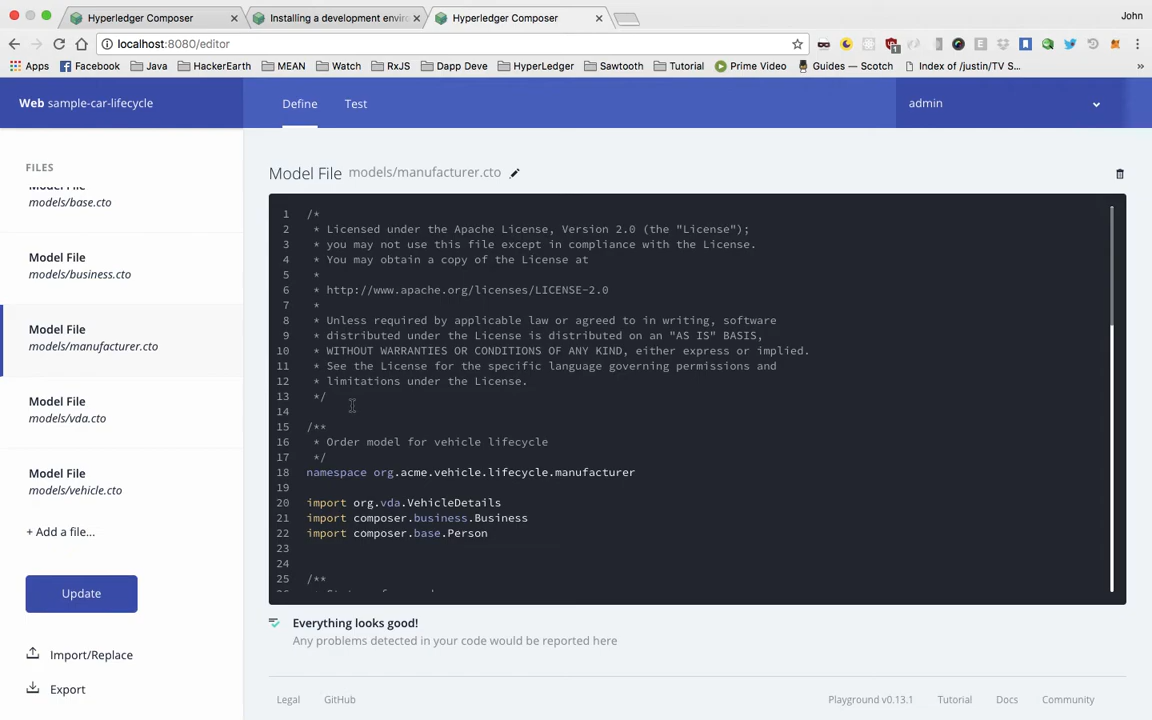 Hyperledger Composer
Installing a development enviro
Hyperledger Composer
John
localhost:8080/editor
1
Apps
Facebook
Java
HackerEarth
MEAN
Watch
RxJS
Dapp Deve
HyperLedger
Sawtooth
Tutorial
Prime Video
Guides — Scotch
Index of /justin/TV S...
»
Web sample-car-lifecycle
Define
Test
admin
FILES
Model File
models/base.cto
Model File
models/business.cto
Model File
models/manufacturer.cto
Model File
models/vda.cto
Model File
models/vehicle.cto
+ Add a file...
Update
Import/Replace
Export
Model File models/manufacturer.cto
1 /*
2 * Licensed under the Apache License, Version 2.0 (the "License");
3 * you may not use this file except in compliance with the License.
4 * You may obtain a copy of the License at
5 *
6 * http://www.apache.org/licenses/LICENSE-2.0
7 *
8 * Unless required by applicable law or agreed to in writing, software
9 * distributed under the License is distributed on an "AS IS" BASIS,
10 * WITHOUT WARRANTIES OR CONDITIONS OF ANY KIND, either express or implied.
11 * See the License for the specific language governing permissions and
12 * limitations under the License.
13 */
14
15 /**
16 * Order model for vehicle lifecycle
17 */
18 namespace org.acme.vehicle.lifecycle.manufacturer
19
20 import org.vda.VehicleDetails
21 import composer.business.Business
22 import composer.base.Person
23
24
25 /**
Everything looks good!
Any problems detected in your code would be reported here
Legal
GitHub
Playground v0.13.1
Tutorial
Docs
Community